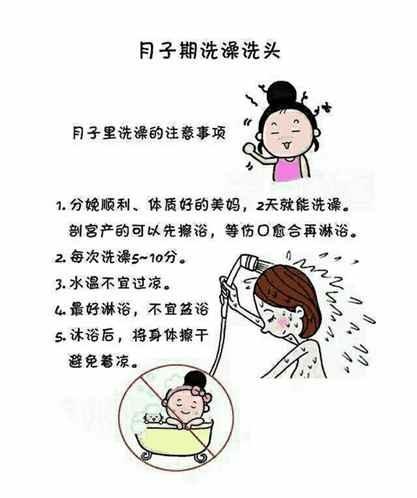 月子期洗澡洗头
月子里洗澡的注意事项
1. 分娩顺利、体质好的美妈，2天就能洗澡。
剖宫产的可以先擦浴，等伤口愈合再淋浴。
2. 每次洗澡5~10分。
3. 水温不宜过凉。
4. 最好淋浴，不宜盆浴
5. 沐浴后，将身体擦干
避免着凉。